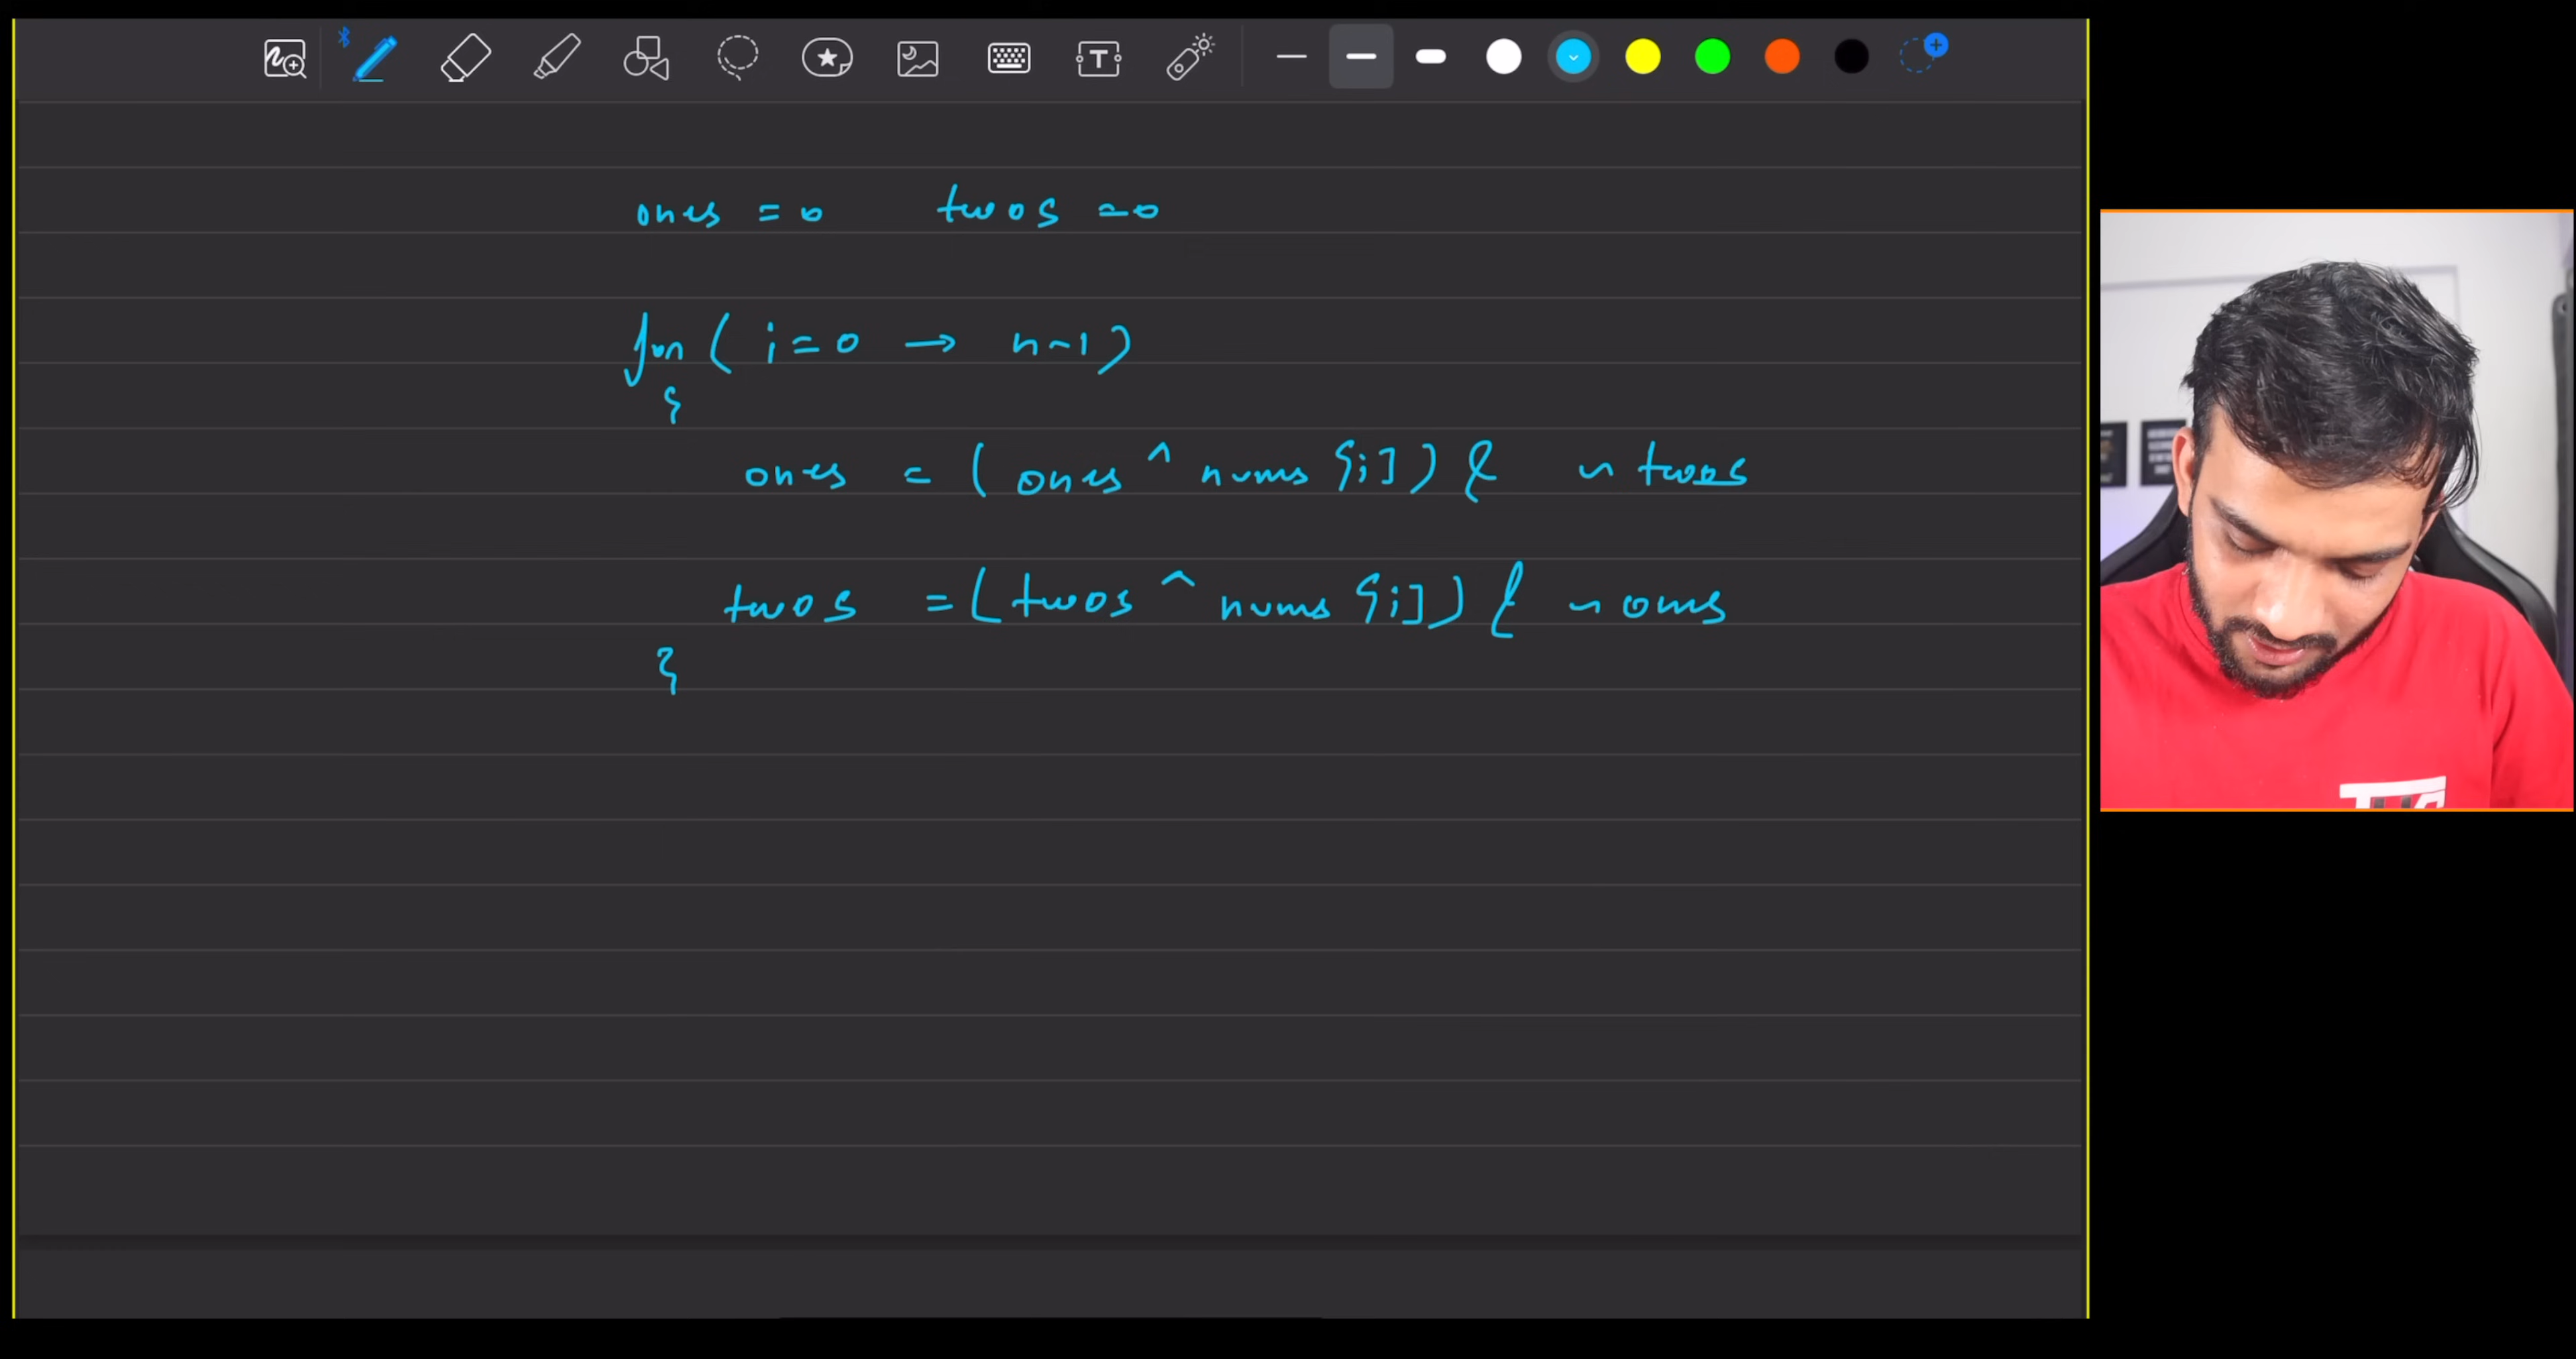 ones = 0 twos = 0
for ( i = 0 → n-1 )
{
ones = ( ones ^ nums [i] ) & ~ twos
twos = ( twos ^ nums [i] ) & ~ ones
}